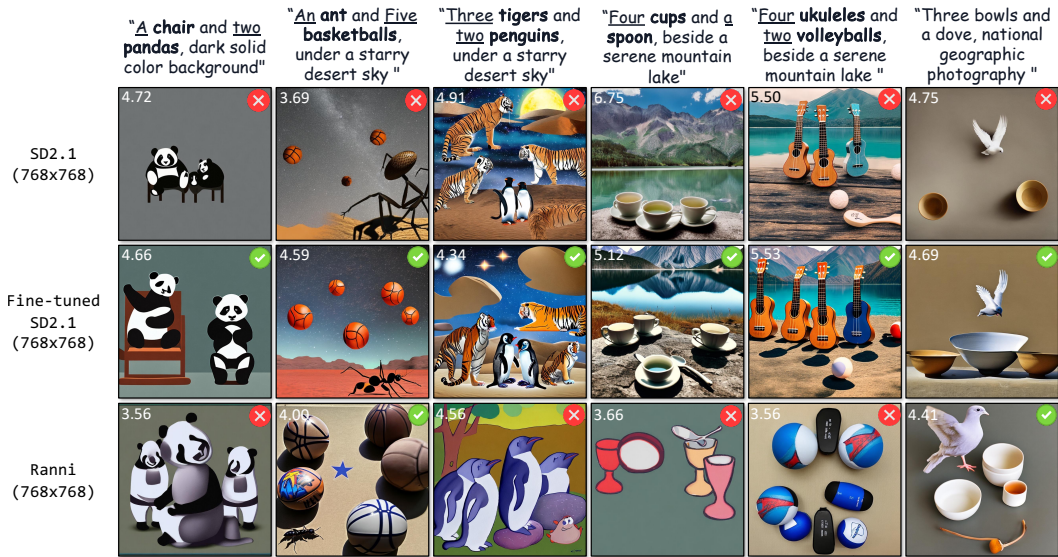 "A chair and two
pandas, dark solid
color background"
"An ant and Five
basketballs,
under a starry
desert sky "
"Three tigers and
two penguins,
under a starry
desert sky"
"Four cups and a
spoon, beside a
serene mountain
lake"
"Four ukuleles and
two volleyballs,
beside a serene
mountain lake "
"Three bowls and
a dove, national
geographic
photography "
SD2.1
(768x768)
4.72
3.69
4.91
6.75
5.50
4.75
Fine-tuned
SD2.1
(768x768)
4.66
4.59
4.34
5.12
5.53
4.69
Ranni
(768x768)
3.56
4.00
4.56
3.66
3.56
4.41